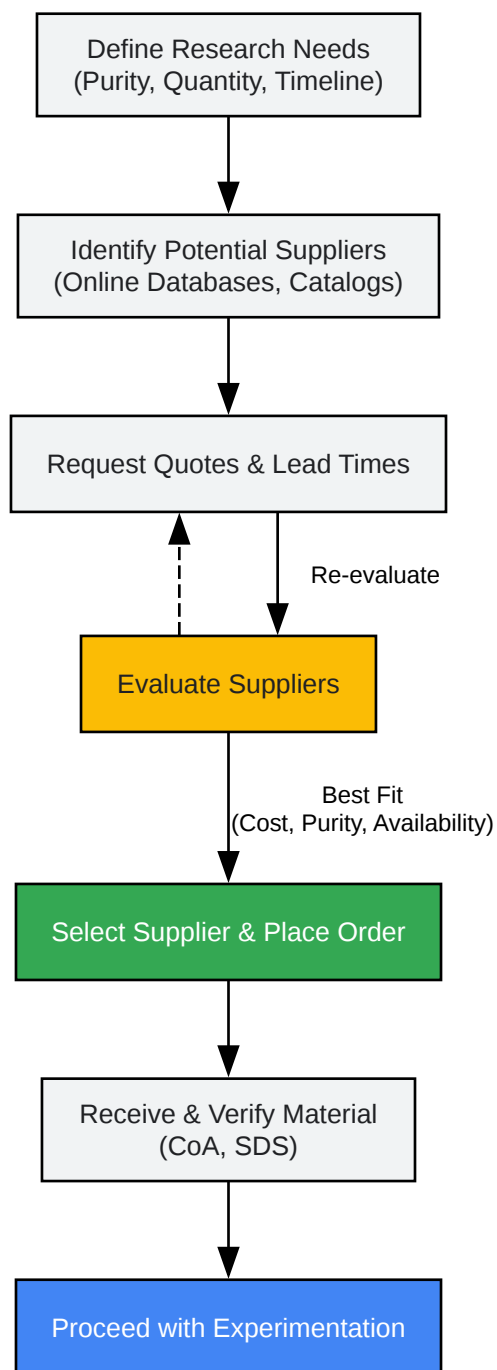 Define Research Needs
(Purity, Quantity, Timeline)
Identify Potential Suppliers
(Online Databases, Catalogs)
Request Quotes & Lead Times
Re-evaluate
Evaluate Suppliers
Best Fit
(Cost, Purity, Availability)
Select Supplier & Place Order
Receive & Verify Material
(CoA, SDS)
Proceed with Experimentation